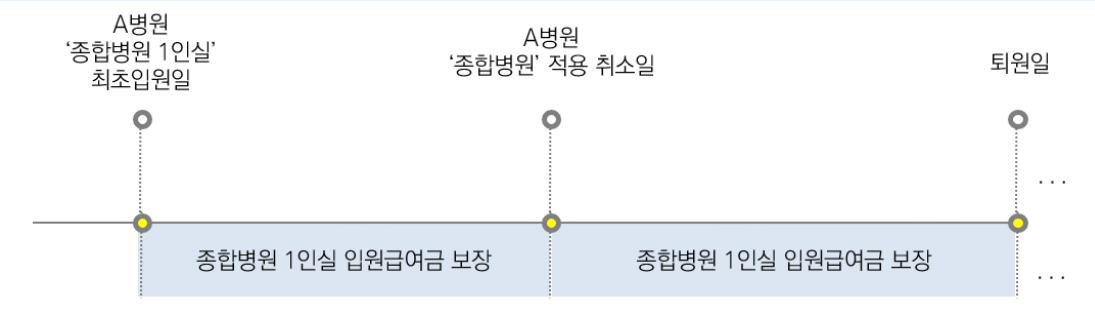 A병원
‘종합병원 1인실’
최초입원일
A병원
‘종합병원’ 적용 취소일
퇴원일
...
종합병원 1인실 입원급여금 보장
종합병원 1인실 입원급여금 보장
...